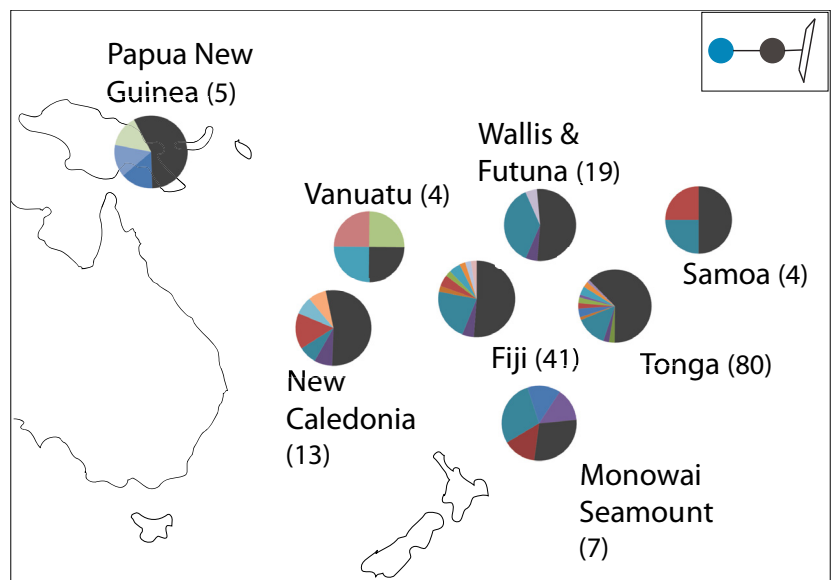 Papua New
Guinea (5)
Wallis &
Futuna (19)
Vanuatu (4)
Samoa (4)
Fiji (41)
Tonga (80)
New
Caledonia
(13)
Monowai
Seamount
(7)